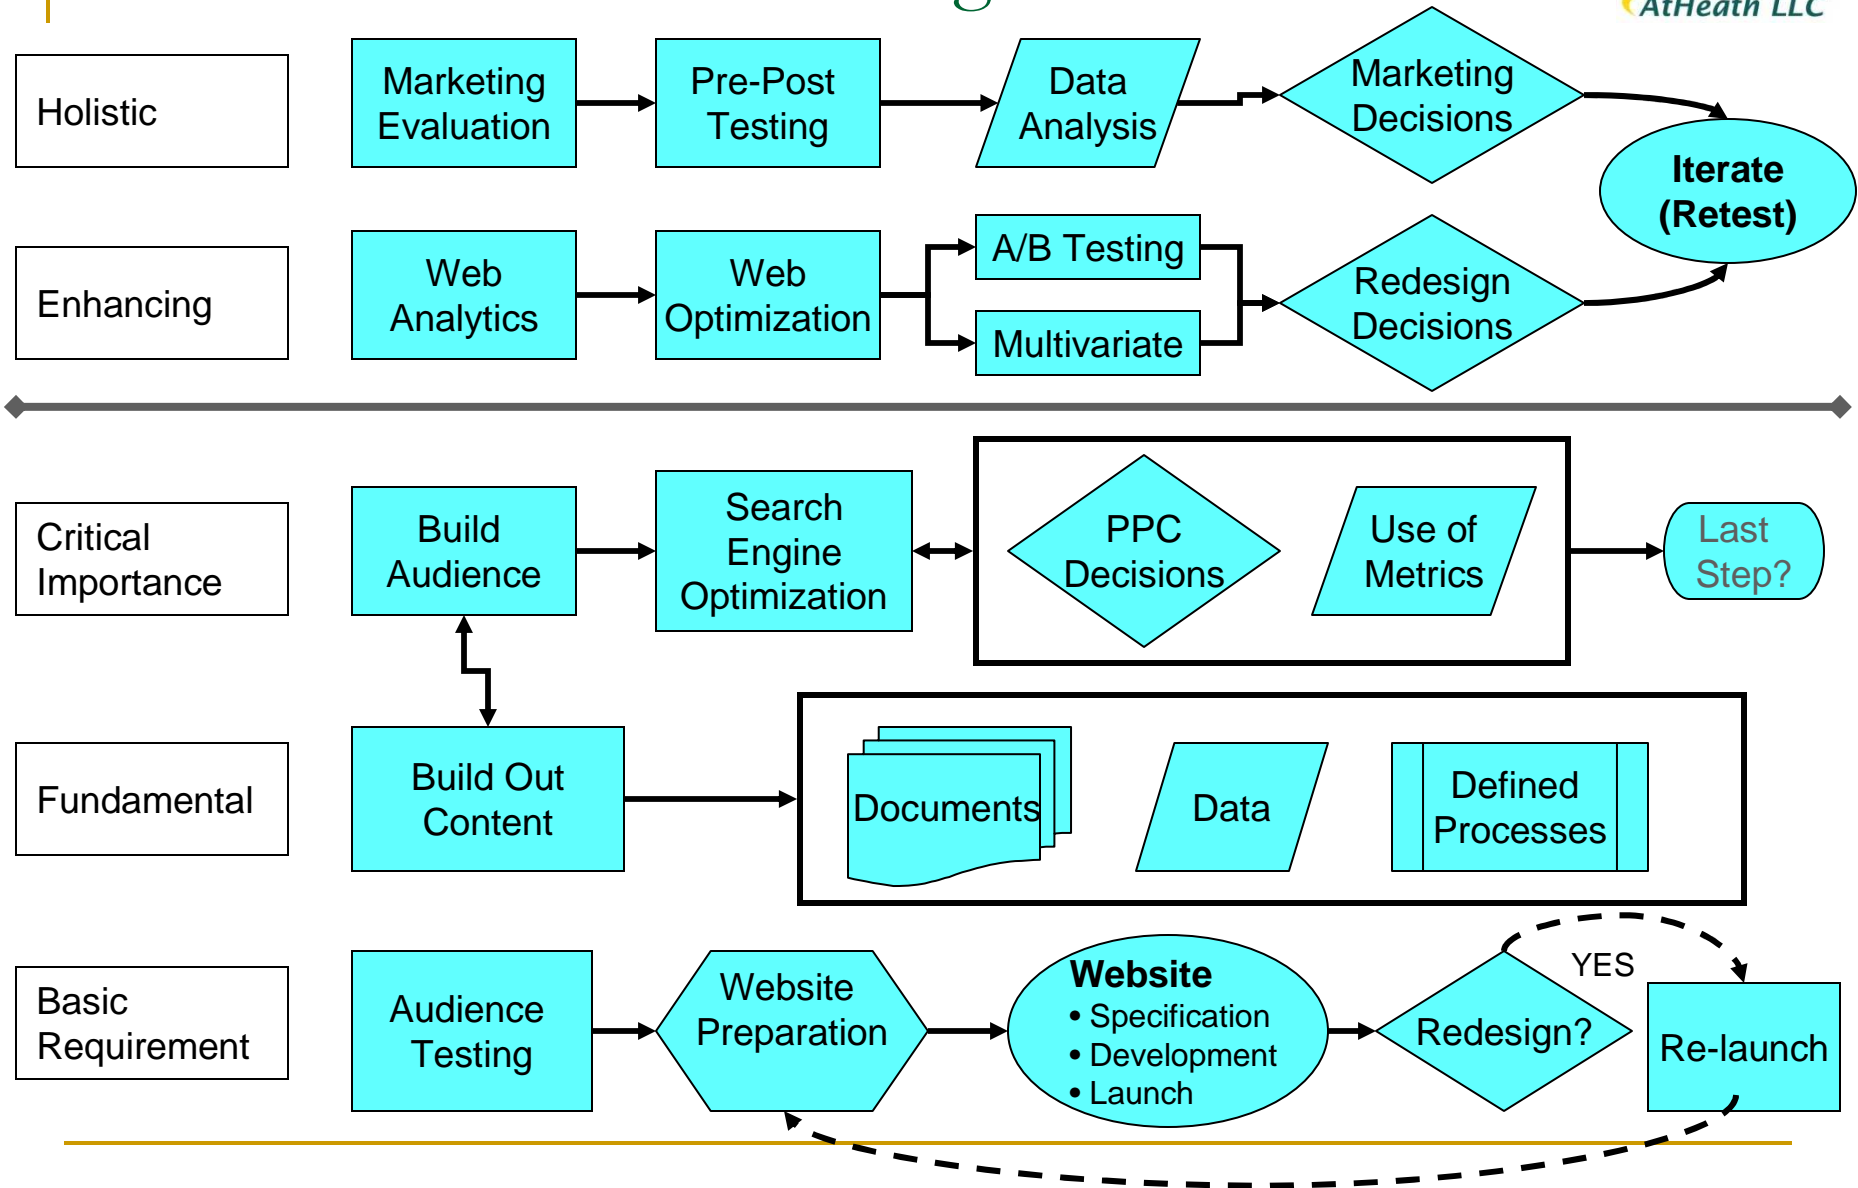 AtHeath LLC
Holistic
Marketing
Evaluation
Pre-Post
Testing
Data
Analysis
Marketing
Decisions
Iterate
(Retest)
Enhancing
Web
Analytics
Web
Optimization
A/B Testing
Multivariate
Redesign
Decisions
Critical
Importance
Build
Audience
Search
Engine
Optimization
PPC
Decisions
Use of
Metrics
Last
Step?
Fundamental
Build Out
Content
Documents
Data
Defined
Processes
Basic
Requirement
Audience
Testing
Website
Preparation
Website
• Specification
• Development
• Launch
Redesign?
YES
Re-launch